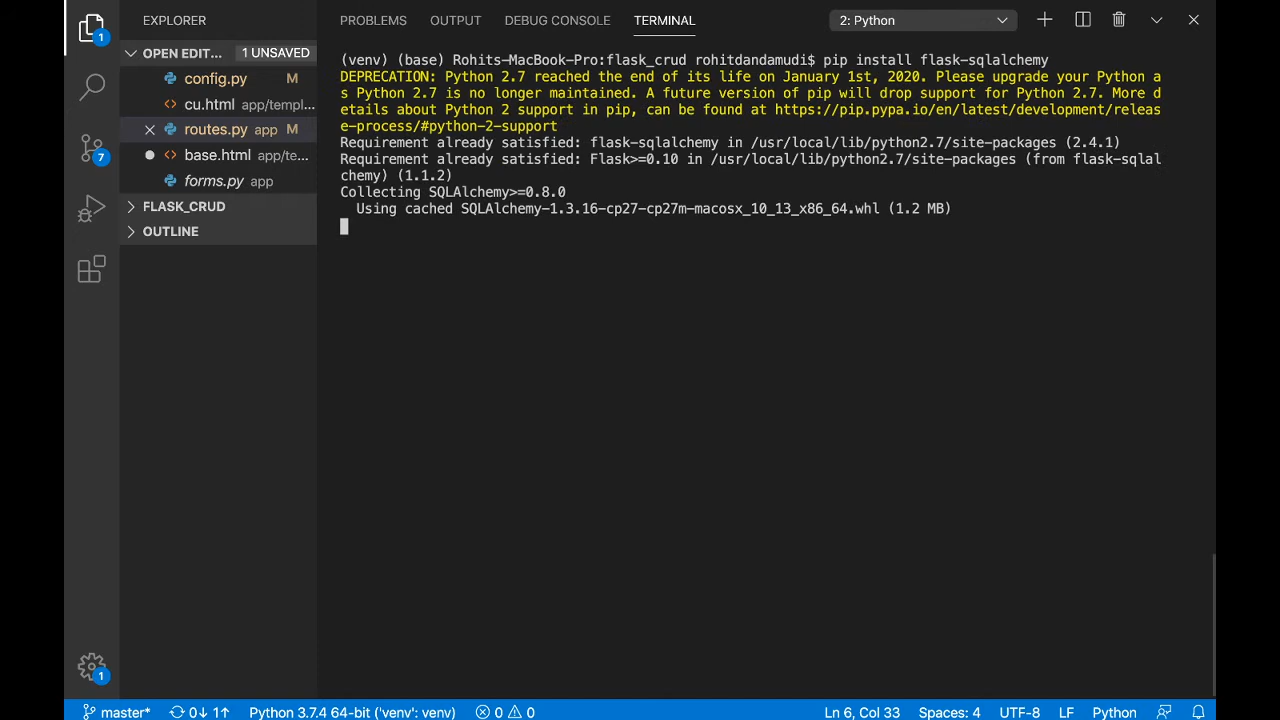 EXPLORER
PROBLEMS OUTPUT DEBUG CONSOLE TERMINAL 2: Python
1
OPEN EDIT... 1 UNSAVED
config.py M
cu.html app/templ...
routes.py app M
base.html app/te...
forms.py app
FLASK_CRUD
OUTLINE
7
1
(venv) (base) Rohits-MacBook-Pro:flask_crud rohitdandamudi$ pip install flask-sqlalchemy
DEPRECATION: Python 2.7 reached the end of its life on January 1st, 2020. Please upgrade your Python a
s Python 2.7 is no longer maintained. A future version of pip will drop support for Python 2.7. More d
etails about Python 2 support in pip, can be found at https://pip.pypa.io/en/latest/development/releas
e-process/#python-2-support
Requirement already satisfied: flask-sqlalchemy in /usr/local/lib/python2.7/site-packages (2.4.1)
Requirement already satisfied: Flask>=0.10 in /usr/local/lib/python2.7/site-packages (from flask-sqlal
chemy) (1.1.2)
Collecting SQLAlchemy>=0.8.0
Using cached SQLAlchemy-1.3.16-cp27-cp27m-macosx_10_13_x86_64.whl (1.2 MB)
master* 0↓ 1↑ Python 3.7.4 64-bit ('venv': venv) 0 0 Ln 6, Col 33 Spaces: 4 UTF-8 LF Python